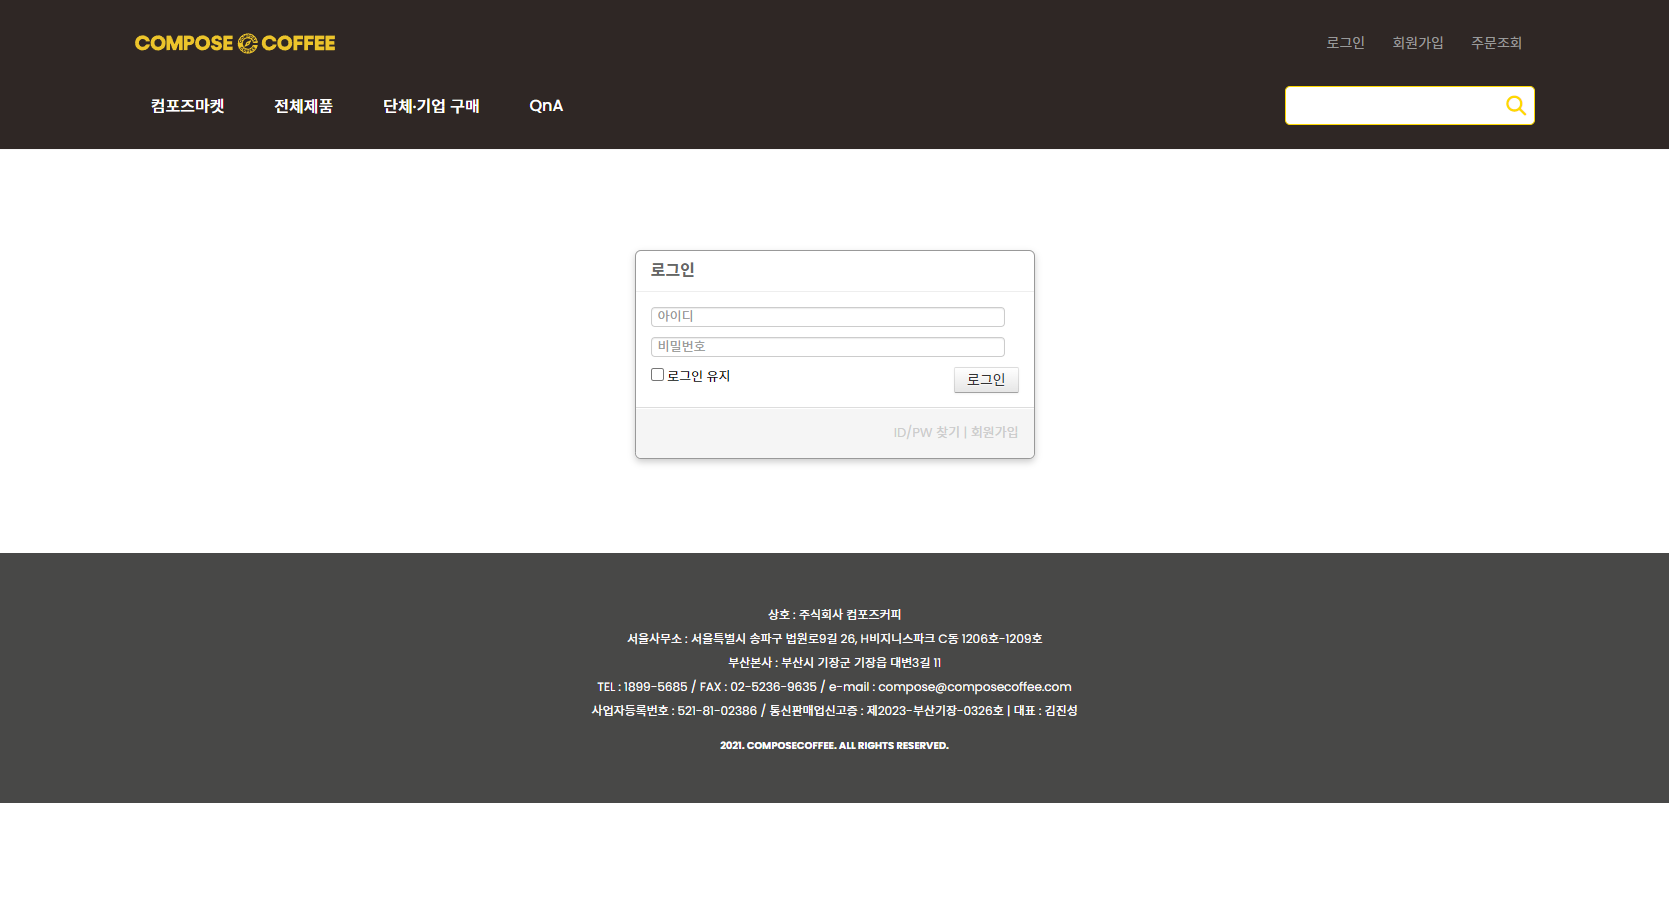 COMPOSE COFFEE
로그인 회원가입 주문조회
컴포즈마켓 전체제품 단체·기업 구매 QnA
로그인
아이디
비밀번호
로그인 유지 로그인
ID/PW 찾기 | 회원가입
상호 : 주식회사 컴포즈커피
서울사무소 : 서울특별시 송파구 법원로9길 26, H비지니스파크 C동 1206호-1209호
부산본사 : 부산시 기장군 기장읍 대변3길 11
TEL : 1899-5685 / FAX : 02-5236-9635 / e-mail : compose@composecoffee.com
사업자등록번호 : 521-81-02386 / 통신판매업신고증 : 제2023-부산기장-0326호 | 대표 : 김진성
2021. COMPOSECOFFEE. ALL RIGHTS RESERVED.